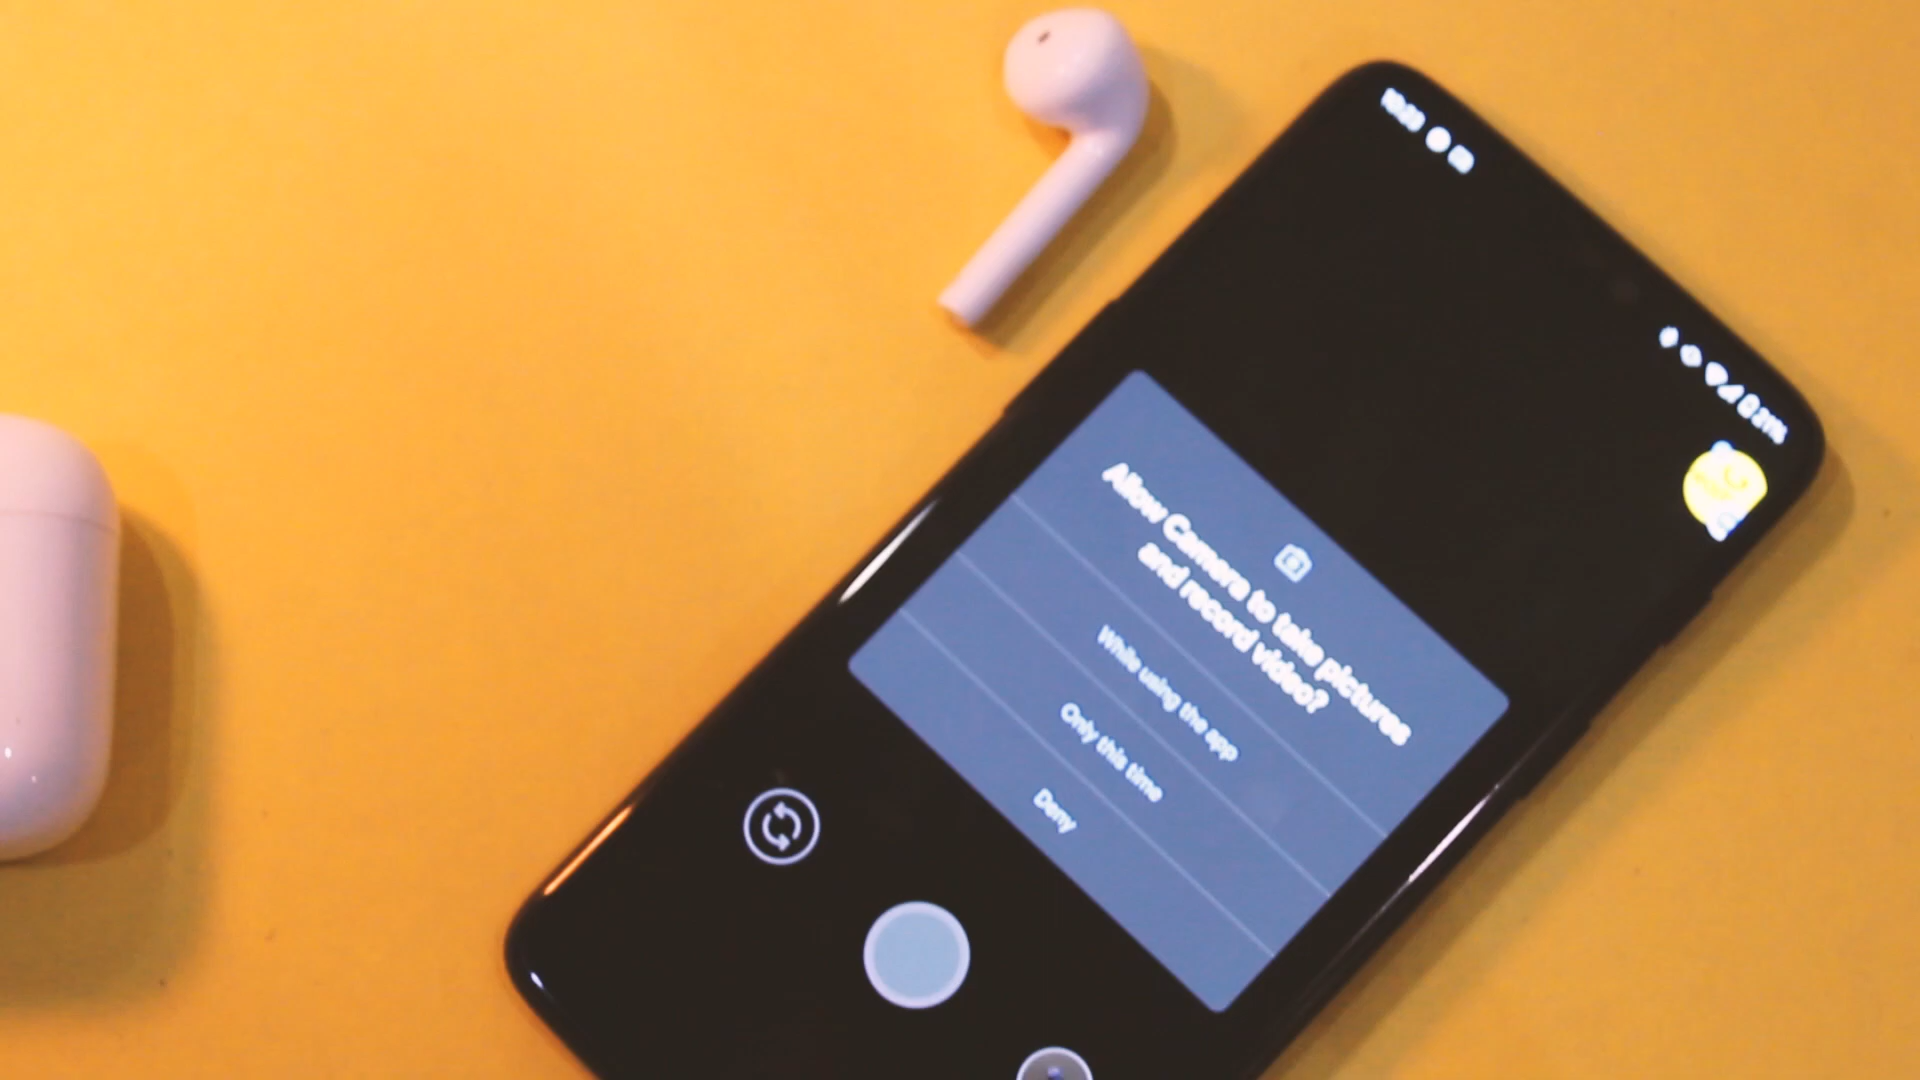 Allow Camera to take pictures
and record video?
While using the app
Only this time
Deny